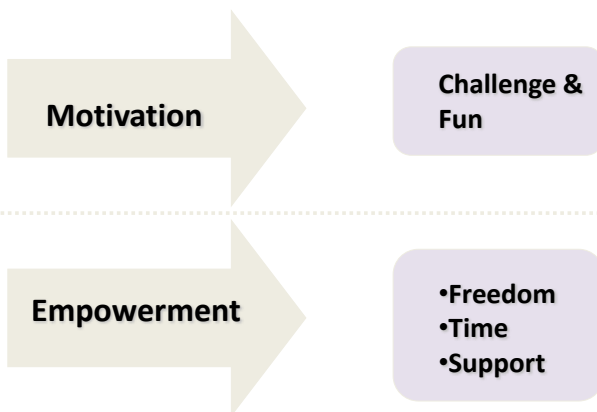 Motivation
Challenge &
Fun
Empowerment
•Freedom
•Time
•Support